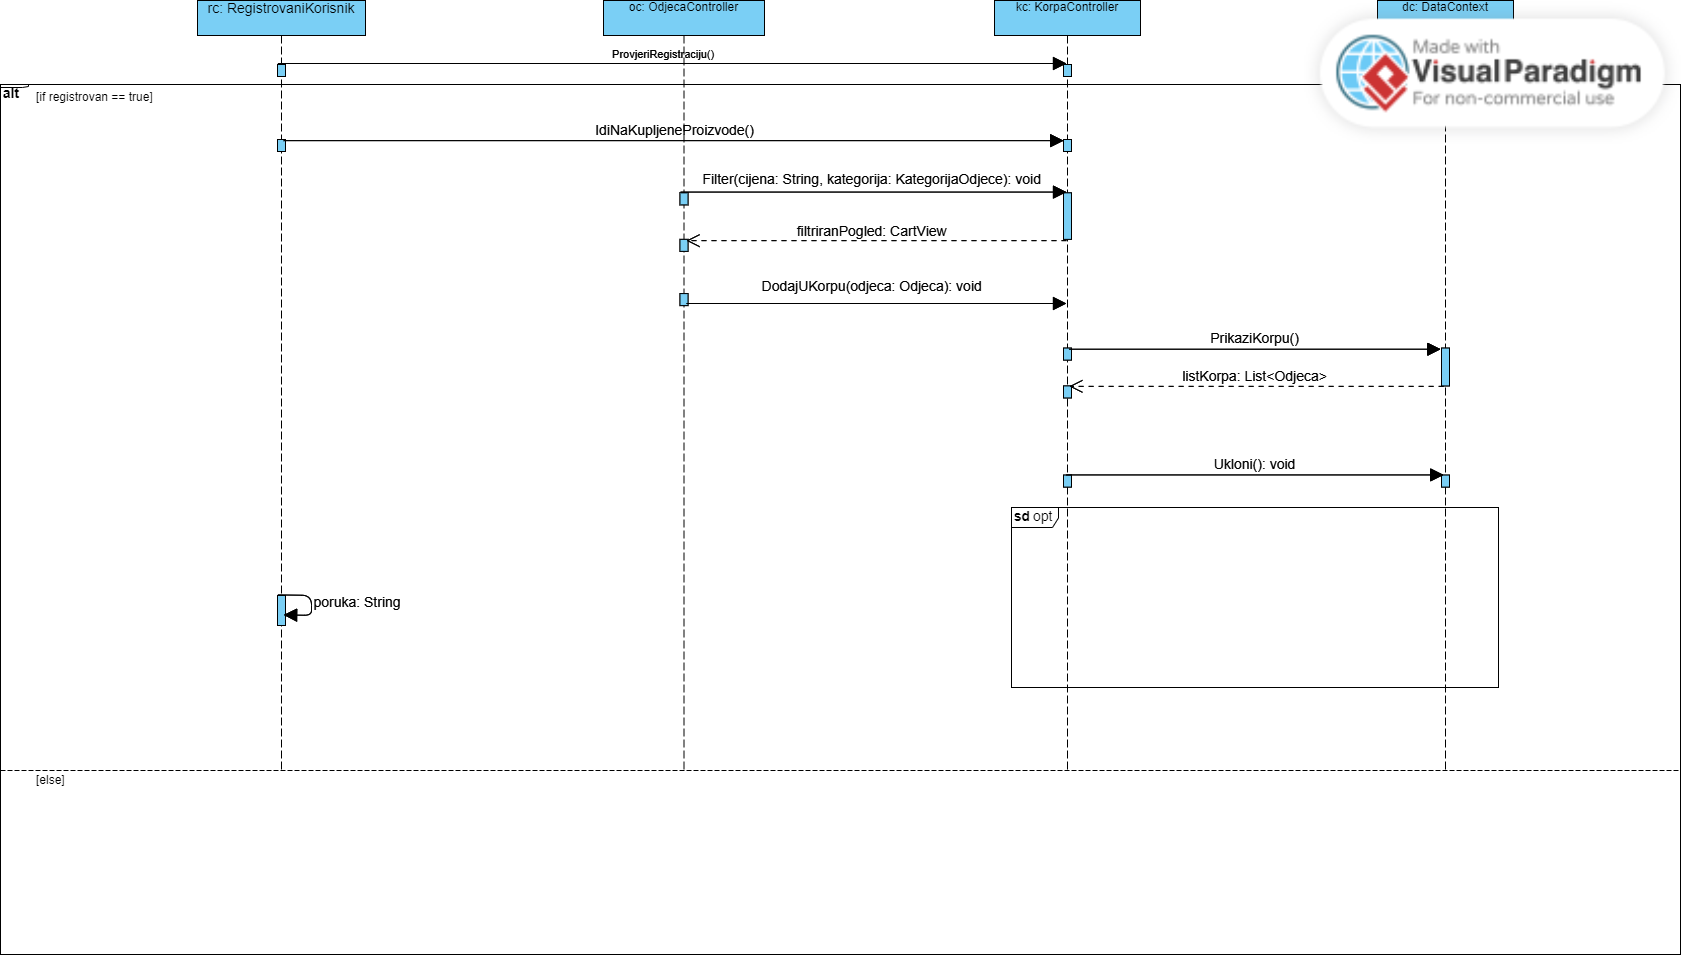 rc: RegistrovaniKorisnik
oc: OdjecaController
kc: KorpaController
dc: DataContext
Made with
Visual Paradigm
For non-commercial use
ProvjeriRegistraciju()
alt
[if registrovan == true]
IdiNaKupljeneProizvode()
Filter(cijena: String, kategorija: KategorijaOdjece): void
filtriranPogled: CartView
DodajUKorpu(odjeca: Odjeca): void
PrikaziKorpu()
listKorpa: List<Odjeca>
Ukloni(): void
sd opt
poruka: String
[else]